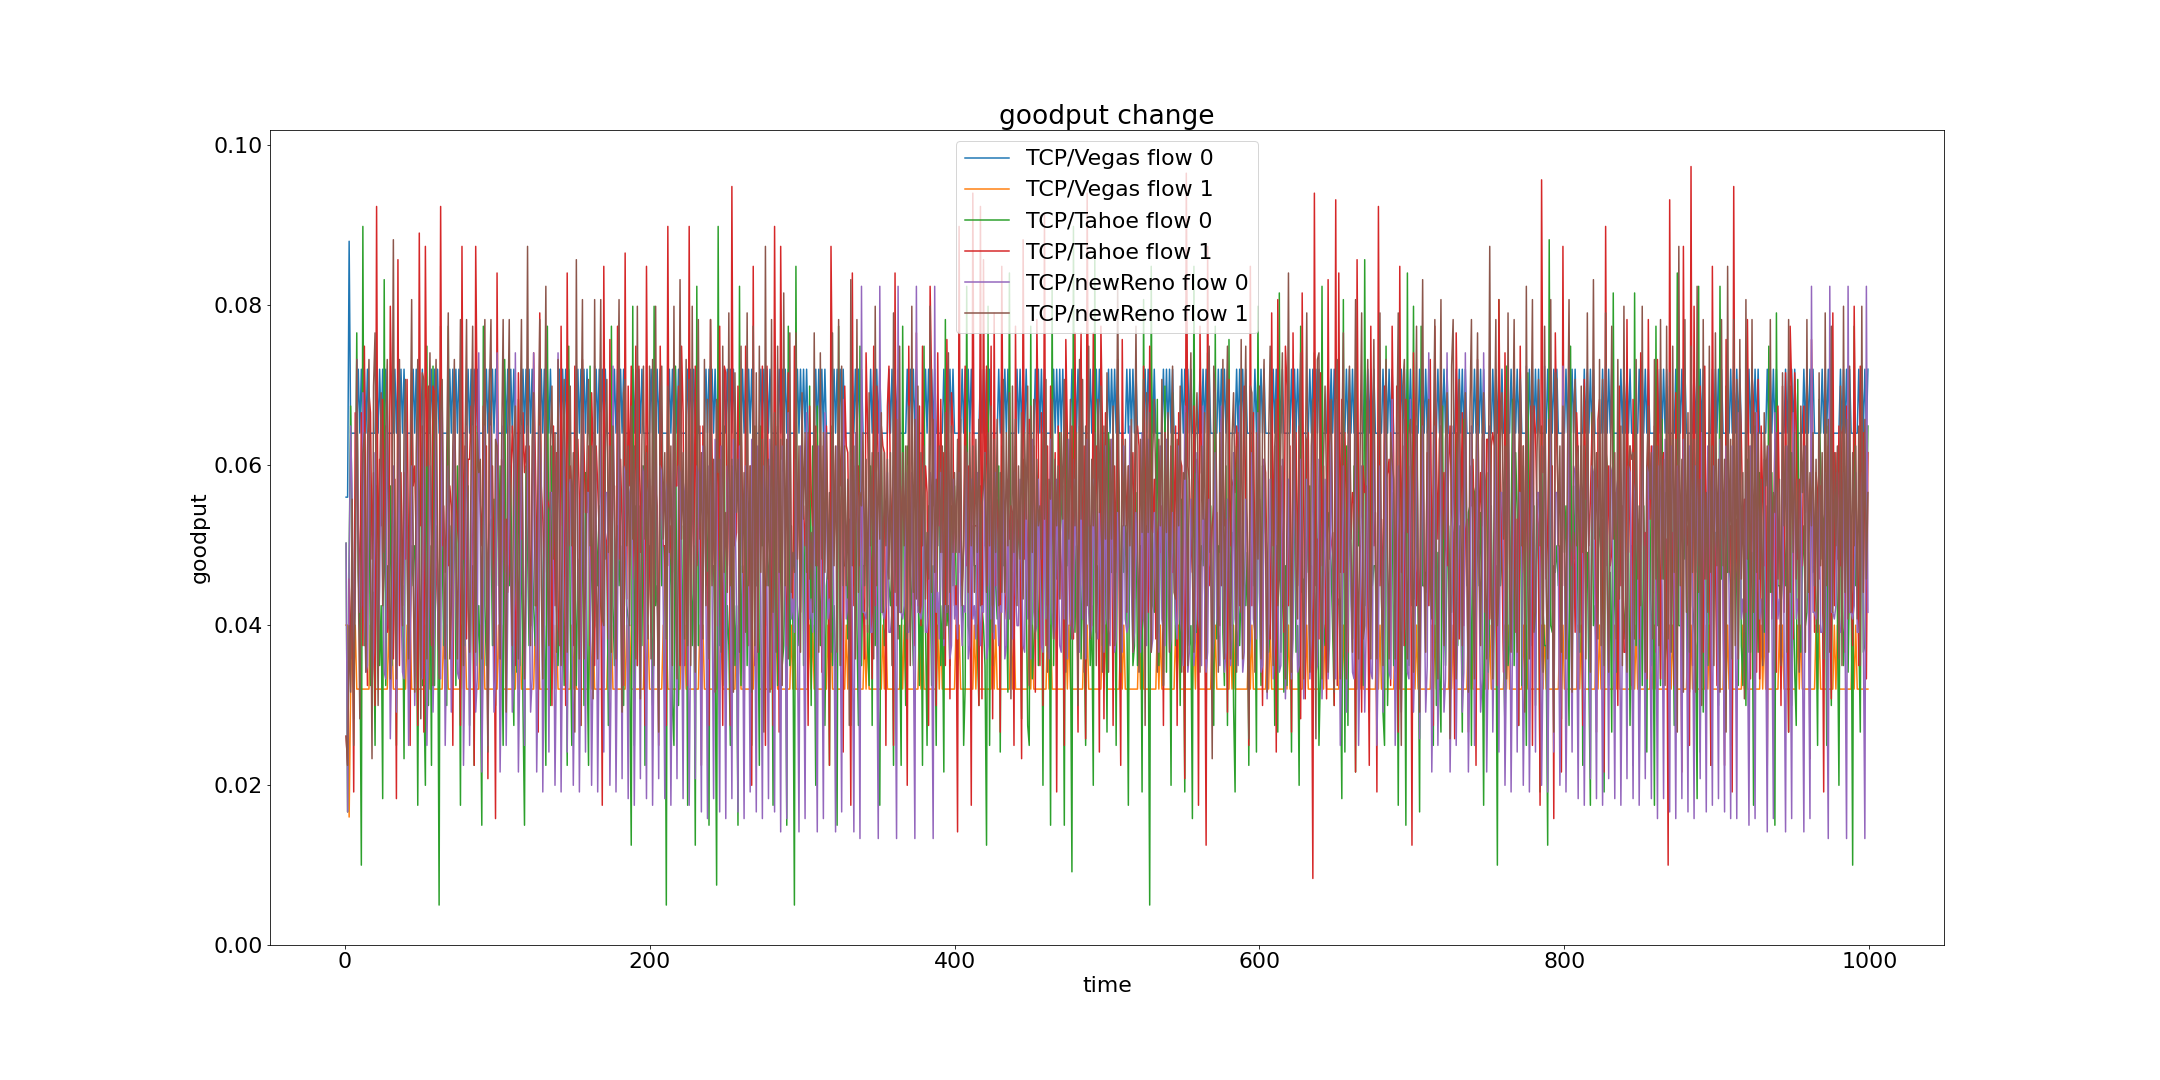 goodput change
TCP/Vegas flow 0
TCP/Vegas flow 1
TCP/Tahoe flow 0
TCP/Tahoe flow 1
TCP/newReno flow 0
TCP/newReno flow 1
goodput
0.10
0.08
0.06
0.04
0.02
0.00
0 200 400 600 800 1000
time